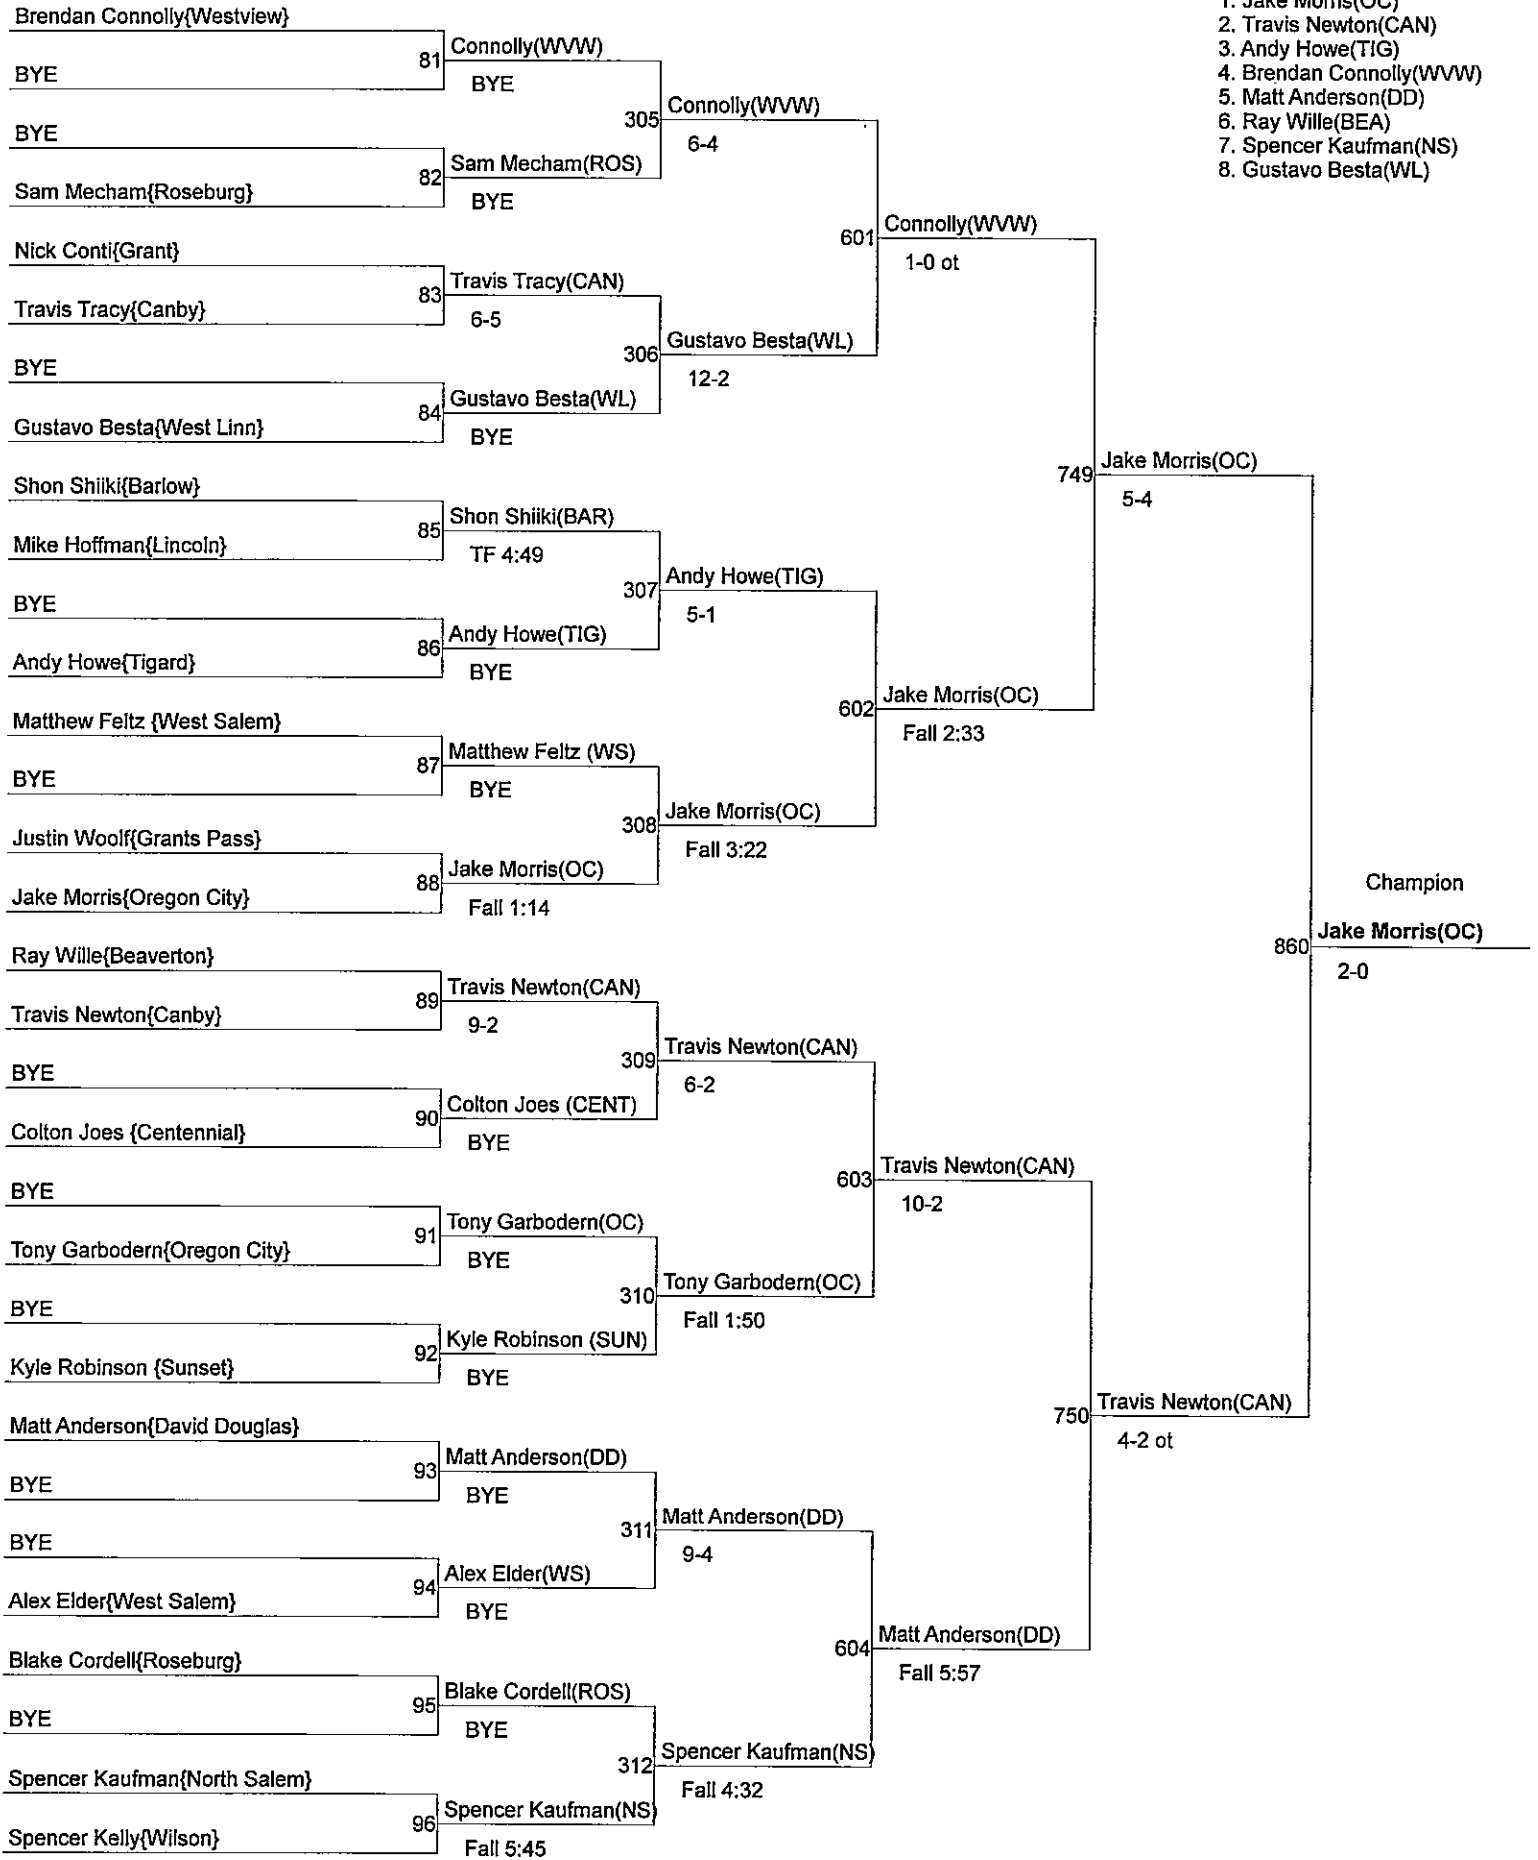 Brendan Connolly{Westview}
BYE
BYE
Sam Mecham{Roseburg}
Nick Conti{Grant}
Travis Tracy{Canby}
BYE
Gustavo Besta{West Linn}
Shon Shiiki{Barlow}
Mike Hoffman{Lincoln}
BYE
Andy Howe{Tigard}
Matthew Feltz {West Salem}
BYE
Justin Woolf{Grants Pass}
Jake Morris{Oregon City}
Ray Wille{Beaverton}
Travis Newton{Canby}
BYE
Colton Joes {Centennial}
BYE
Tony Garbodern{Oregon City}
BYE
Kyle Robinson {Sunset}
Matt Anderson{David Douglas}
BYE
BYE
Alex Elder{West Salem}
Blake Cordell{Roseburg}
BYE
Spencer Kaufman{North Salem}
Spencer Kelly{Wilson}
81 Connolly(WVW)
BYE
82 Sam Mecham(ROS)
BYE
83 Travis Tracy(CAN)
6-5
84 Gustavo Besta(WL)
BYE
85 Shon Shiiki(BAR)
TF 4:49
86 Andy Howe(TIG)
BYE
87 Matthew Feltz (WS)
BYE
88 Jake Morris(OC)
Fall 1:14
89 Travis Newton(CAN)
9-2
90 Colton Joes (CENT)
BYE
91 Tony Garbodern(OC)
BYE
92 Kyle Robinson (SUN)
BYE
93 Matt Anderson(DD)
BYE
94 Alex Elder(WS)
BYE
95 Blake Cordell(ROS)
BYE
96 Spencer Kaufman(NS)
Fall 5:45
305 Connolly(WVW)
6-4
306 Gustavo Besta(WL)
12-2
307 Andy Howe(TIG)
5-1
308 Jake Morris(OC)
Fall 3:22
309 Travis Newton(CAN)
6-2
310 Tony Garbodern(OC)
Fall 1:50
311 Matt Anderson(DD)
9-4
312 Spencer Kaufman(NS)
Fall 4:32
601 Connolly(WVW)
1-0 ot
602 Jake Morris(OC)
Fall 2:33
603 Travis Newton(CAN)
10-2
604 Matt Anderson(DD)
Fall 5:57
749 Jake Morris(OC)
5-4
750 Travis Newton(CAN)
4-2 ot
Champion
860 Jake Morris(OC)
2-0
1. Jake Morris(OC)
2. Travis Newton(CAN)
3. Andy Howe(TIG)
4. Brendan Connolly(WVW)
5. Matt Anderson(DD)
6. Ray Wille(BEA)
7. Spencer Kaufman(NS)
8. Gustavo Besta(WL)